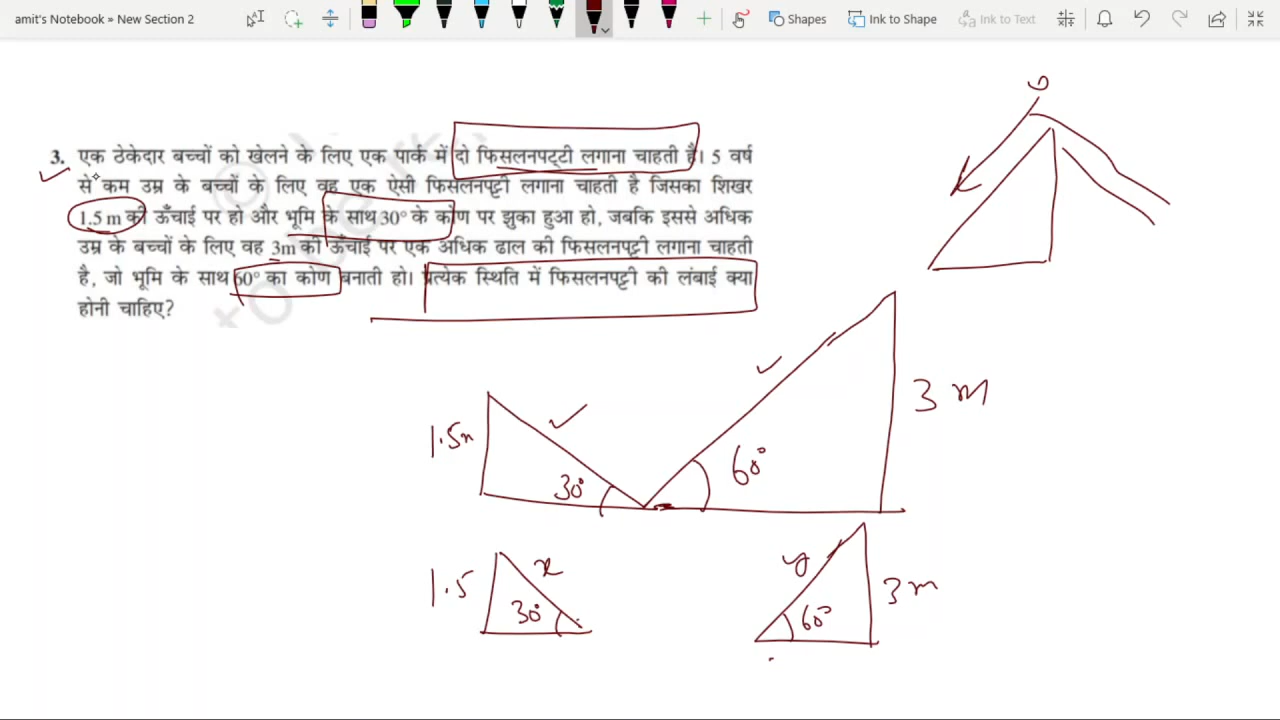 amit's Notebook » New Section 2
Shapes
Ink to Shape
Ink to Text
3. एक ठेकेदार बच्चों को खेलने के लिए एक पार्क में दो फिसलनपट्टी लगाना चाहती है। 5 वर्ष
से कम उम्र के बच्चों के लिए वह एक ऐसी फिसलनपट्टी लगाना चाहती है जिसका शिखर
1.5 m की ऊँचाई पर हो और भूमि के साथ 30° के कोण पर झुका हुआ हो, जबकि इससे अधिक
उम्र के बच्चों के लिए वह 3m की ऊँचाई पर एक अधिक ढाल की फिसलनपट्टी लगाना चाहती
है, जो भूमि के साथ 60° का कोण बनाती हो। प्रत्येक स्थिति में फिसलनपट्टी की लंबाई क्या
होनी चाहिए?
3 m
1.5m
60°
30°
1.5
x
30°
y
60°
3m